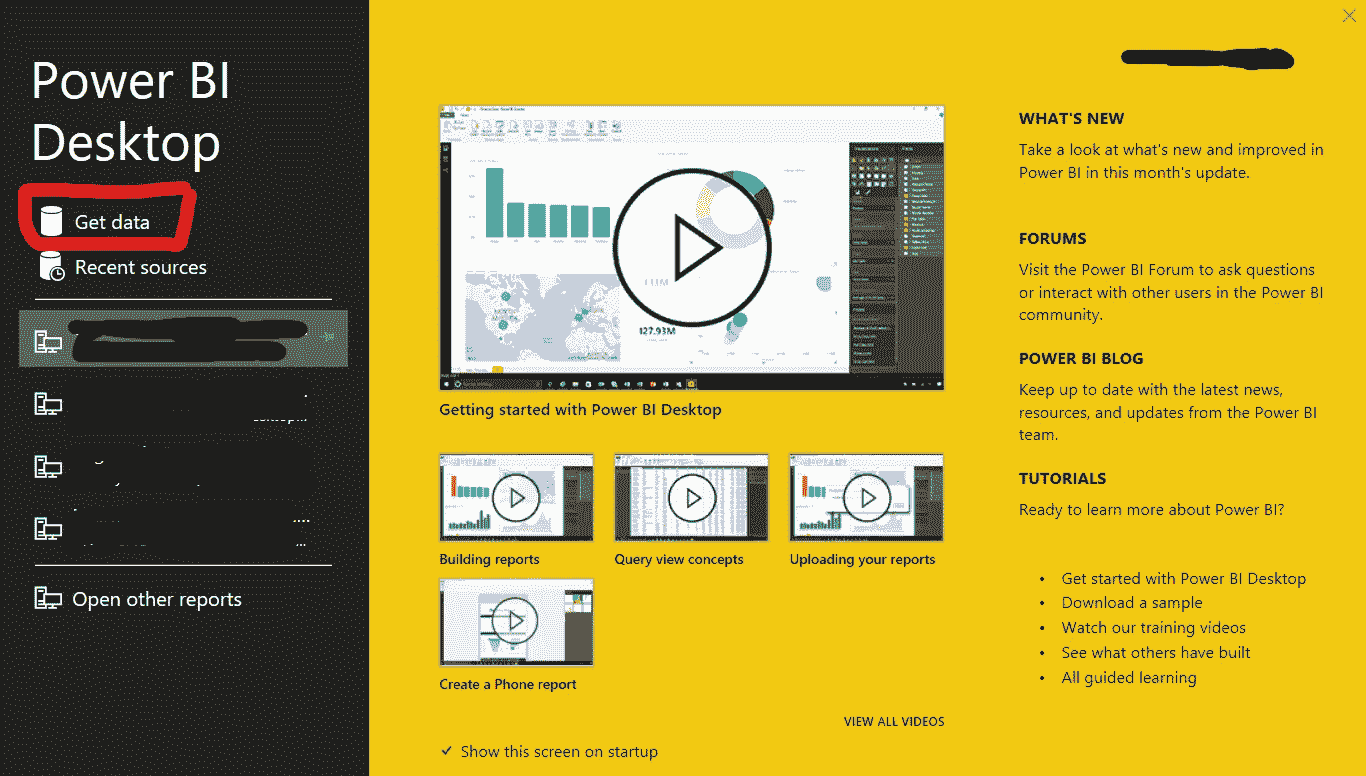 Power BI
Desktop
Get data
Recent sources
Open other reports
127.93M
Getting started with Power BI Desktop
Building reports
Query view concepts
Uploading your reports
Create a Phone report
VIEW ALL VIDEOS
Show this screen on startup
WHAT'S NEW
Take a look at what's new and improved in
Power BI in this month's update.
FORUMS
Visit the Power BI Forum to ask questions
or interact with other users in the Power BI
community.
POWER BI BLOG
Keep up to date with the latest news,
resources, and updates from the Power BI
team.
TUTORIALS
Ready to learn more about Power BI?
• Get started with Power BI Desktop
• Download a sample
• Watch our training videos
• See what others have built
• All guided learning